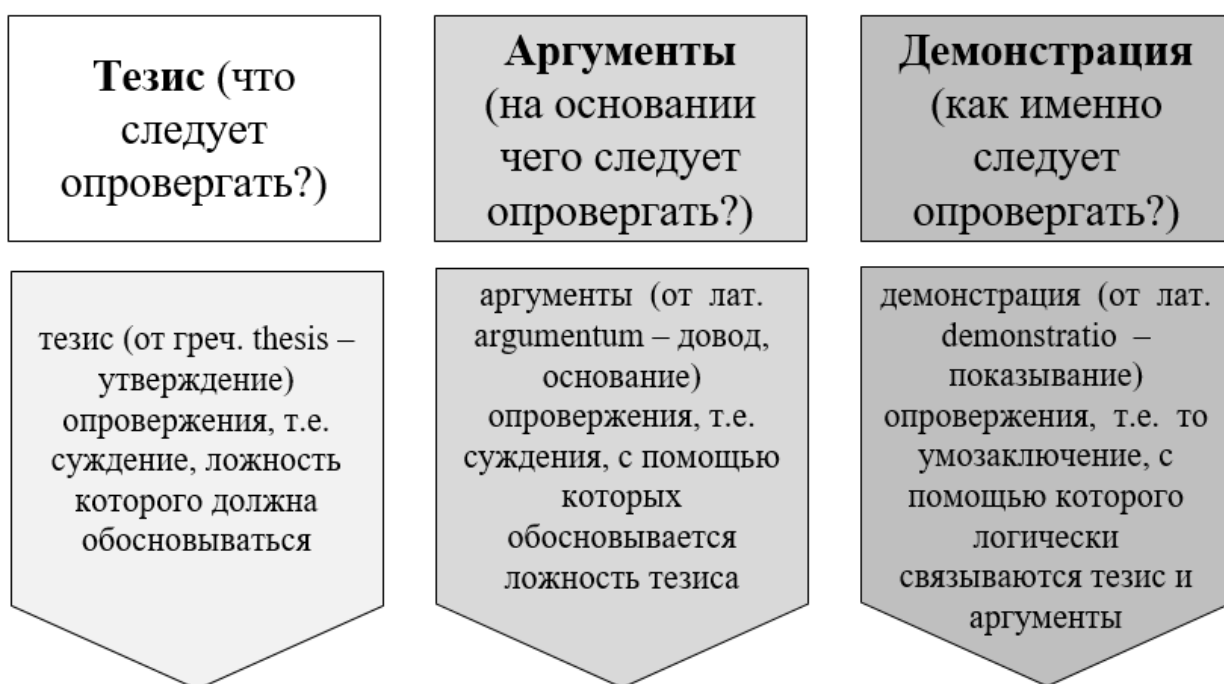 Тезис (что
следует
опровергать?)
Аргументы
(на основании
чего следует
опровергать?)
Демонстрация
(как именно
следует
опровергать?)
тезис (от греч. thesis –
утверждение)
опровержения, т.е.
суждение, ложность
которого должна
обосновываться
аргументы (от лат.
argumentum – довод,
основание)
опровержения, т.е.
суждения, с помощью
которых
обосновывается
ложность тезиса
демонстрация (от лат.
demonstratio –
показывание)
опровержения, т.е. то
умозаключение, с
помощью которого
логически
связываются тезис и
аргументы